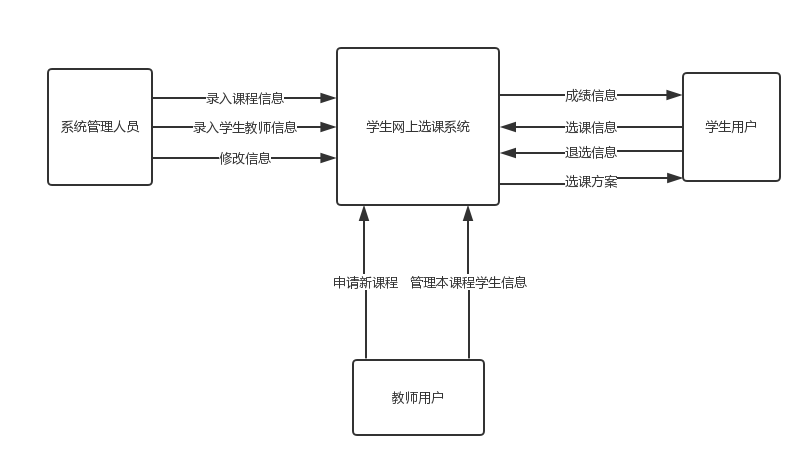 系统管理人员
录入课程信息
录入学生教师信息
修改信息
学生网上选课系统
成绩信息
选课信息
退选信息
选课方案
学生用户
申请新课程
管理本课程学生信息
教师用户